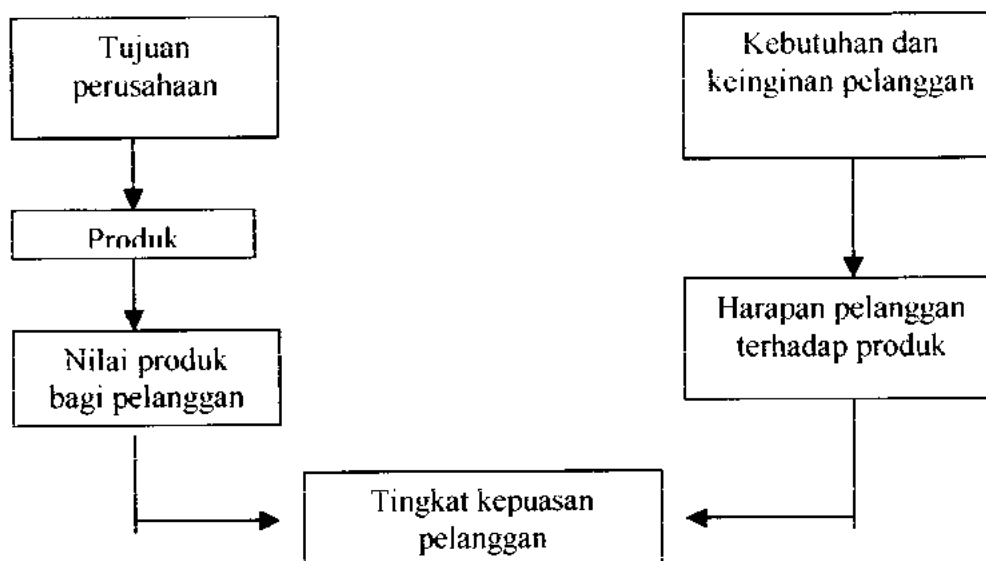 Tujuan
perusahaan
Kebutuhan dan
keinginan pelanggan
Produk
Nilai produk
bagi pelanggan
Harapan pelanggan
terhadap produk
Tingkat kepuasan
pelanggan